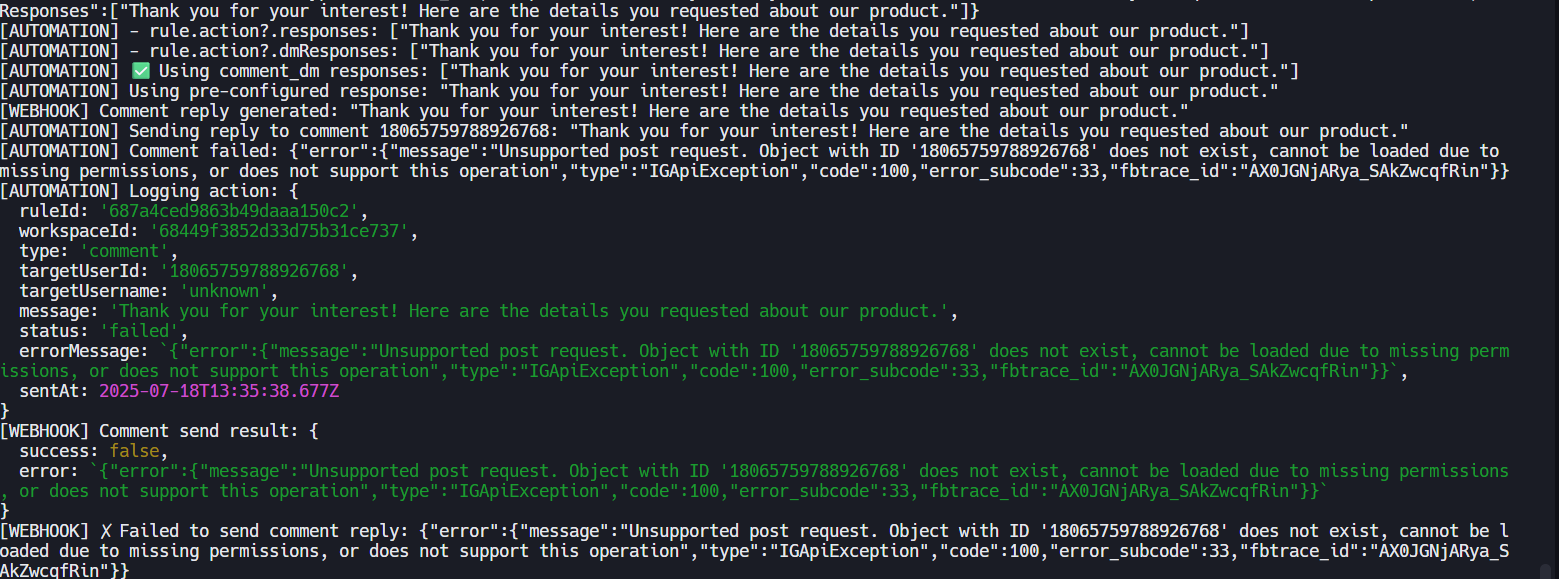 Responses":["Thank you for your interest! Here are the details you requested about our product."]}
[AUTOMATION] - rule.action?.responses: ["Thank you for your interest! Here are the details you requested about our product."]
[AUTOMATION] - rule.action?.dmResponses: ["Thank you for your interest! Here are the details you requested about our product."]
[AUTOMATION] ✅ Using comment_dm responses: ["Thank you for your interest! Here are the details you requested about our product."]
[AUTOMATION] Using pre-configured response: "Thank you for your interest! Here are the details you requested about our product."
[WEBHOOK] Comment reply generated: "Thank you for your interest! Here are the details you requested about our product."
[AUTOMATION] Sending reply to comment 18065759788926768: "Thank you for your interest! Here are the details you requested about our product."
[AUTOMATION] Comment failed: {"error":{"message":"Unsupported post request. Object with ID '18065759788926768' does not exist, cannot be loaded due to
missing permissions, or does not support this operation","type":"IGApiException","code":100,"error_subcode":33,"fbtrace_id":"AX0JGNjARya_SAkZwcqfRin"}}
[AUTOMATION] Logging action: {
  ruleId: '687a4ced9863b49daaa150c2',
  workspaceId: '68449f3852d33d75b31ce737',
  type: 'comment',
  targetUserId: '18065759788926768',
  targetUsername: 'unknown',
  message: 'Thank you for your interest! Here are the details you requested about our product.',
  status: 'failed',
  errorMessage: `{"error":{"message":"Unsupported post request. Object with ID '18065759788926768' does not exist, cannot be loaded due to missing perm
issions, or does not support this operation","type":"IGApiException","code":100,"error_subcode":33,"fbtrace_id":"AX0JGNjARya_SAkZwcqfRin"}}`,
  sentAt: 2025-07-18T13:35:38.677Z
}
[WEBHOOK] Comment send result: {
  success: false,
  error: `{"error":{"message":"Unsupported post request. Object with ID '18065759788926768' does not exist, cannot be loaded due to missing permissions
, or does not support this operation","type":"IGApiException","code":100,"error_subcode":33,"fbtrace_id":"AX0JGNjARya_SAkZwcqfRin"}}`
}
[WEBHOOK] ✗ Failed to send comment reply: {"error":{"message":"Unsupported post request. Object with ID '18065759788926768' does not exist, cannot be l
oaded due to missing permissions, or does not support this operation","type":"IGApiException","code":100,"error_subcode":33,"fbtrace_id":"AX0JGNjARya_S
AkZwcqfRin"}}